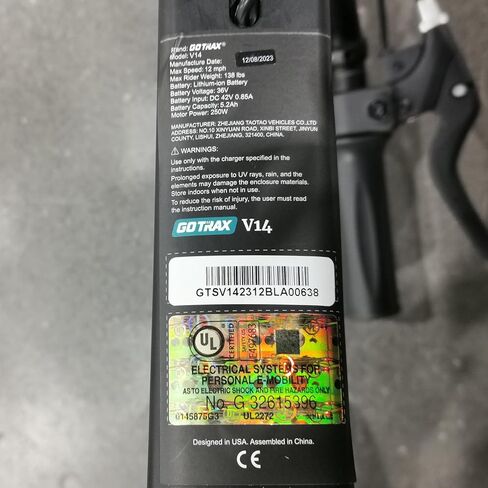 Brand: GOTRAX®
Model: V14
Manufacture Date: 12/08/2023
Max Speed: 12 mph
Max Rider Weight: 138 lbs
Battery: Lithium-ion Battery
Battery Voltage: 36V
Battery Input: DC 42V 0.85A
Battery Capacity: 5.2Ah
Motor Power: 250W
MANUFACTURER: ZHEJIANG TAOTAO VEHICLES CO.,LTD
ADDRESS: NO.10 XINYUAN ROAD, XINBI STREET, JINYUN
COUNTY, LISHUI, ZHEJIANG, 321400, CHINA.
WARNINGS:
Use only with the charger specified in the
instructions.
Prolonged exposure to UV rays, rain, and the
elements may damage the enclosure materials.
Store indoors when not in use.
To reduce the risk of injury, the user must read
the instruction manual.
GOTRAX V14
GTSV142312BLA00638
UL
CERTIFIED
SAFETY US
E497683
ELECTRICAL SYSTEMS FOR
PERSONAL E-MOBILITY
AS TO ELECTRIC SHOCK AND FIRE HAZARDS ONLY
No G 32615396
0145875G3 UL2272
Designed in USA. Assembled in China.
CE